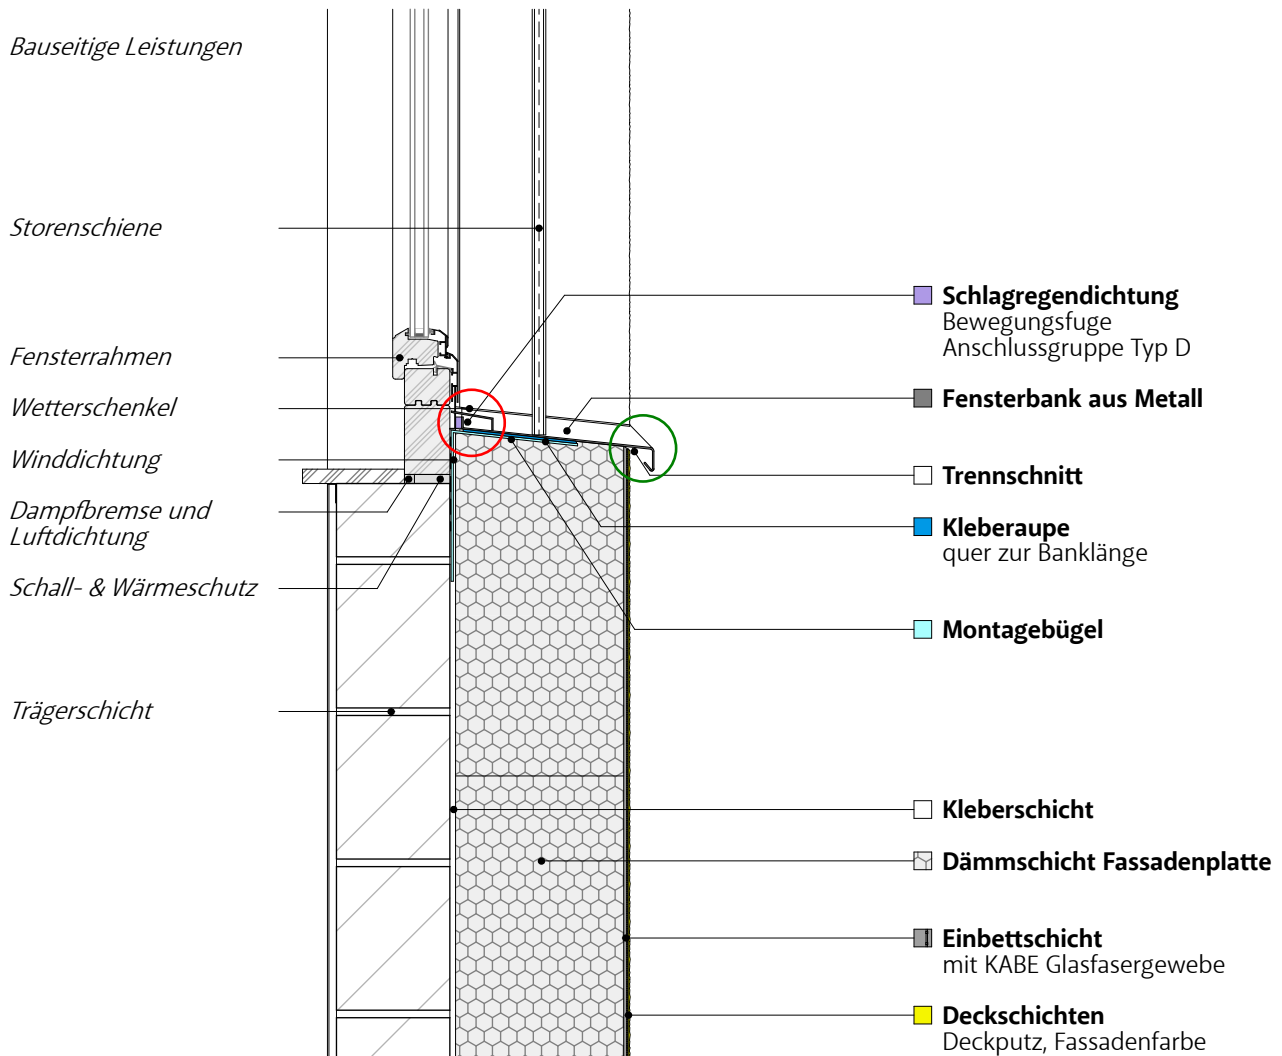 Bauseitige Leistungen
Storenschiene
Fensterrahmen
Wetterschenkel
Winddichtung
Dampfbremse und
Luftdichtung
Schall- & Wärmeschutz
Trägerschicht
Schlagregendichtung
Bewegungsfuge
Anschlussgruppe Typ D
Fensterbank aus Metall
Trennschnitt
Kleberaupe
quer zur Banklänge
Montagebügel
Kleberschicht
Dämmschicht Fassadenplatte
Einbettschicht
mit KABE Glasfasergewebe
Deckschichten
Deckputz, Fassadenfarbe